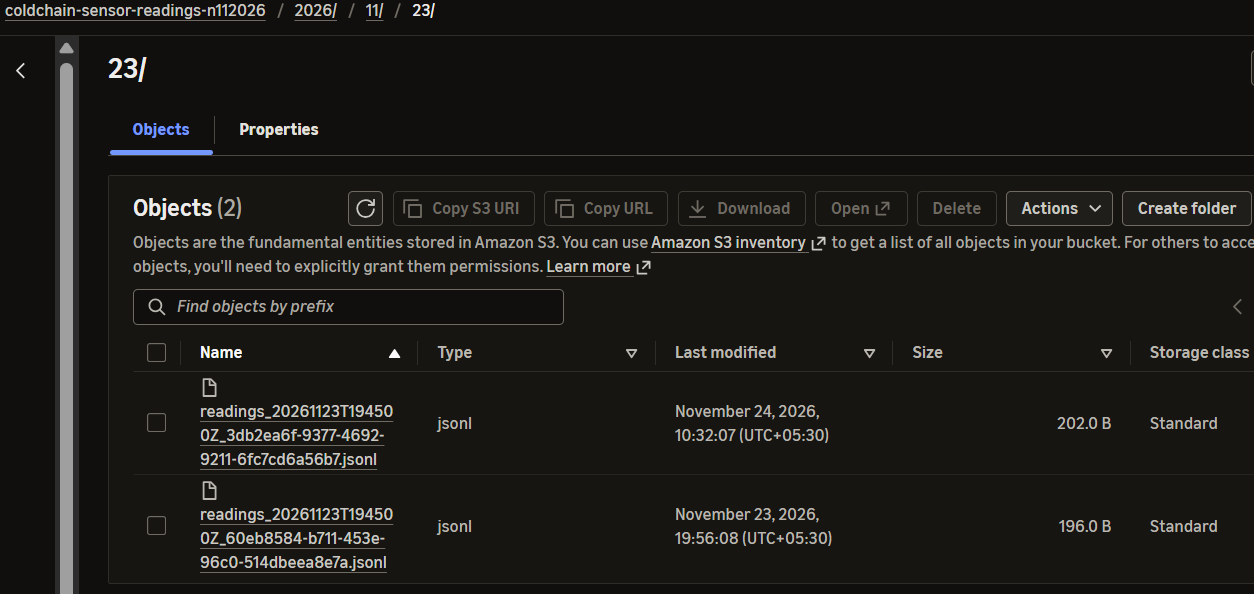 coldchain-sensor-readings-n112026 / 2026/ / 11/ / 23/
23/
Objects Properties
Objects (2) Copy S3 URI Copy URL Download Open Delete Actions Create folder
Objects are the fundamental entities stored in Amazon S3. You can use Amazon S3 inventory to get a list of all objects in your bucket. For others to acce
objects, you'll need to explicitly grant them permissions. Learn more
Find objects by prefix
Name Type Last modified Size Storage class
readings_20261123T19450
0Z_3db2ea6f-9377-4692-
9211-6fc7cd6a56b7.jsonl
jsonl
November 24, 2026,
10:32:07 (UTC+05:30)
202.0 B
Standard
readings_20261123T19450
0Z_60eb8584-b711-453e-
96c0-514dbeea8e7a.jsonl
jsonl
November 23, 2026,
19:56:08 (UTC+05:30)
196.0 B
Standard